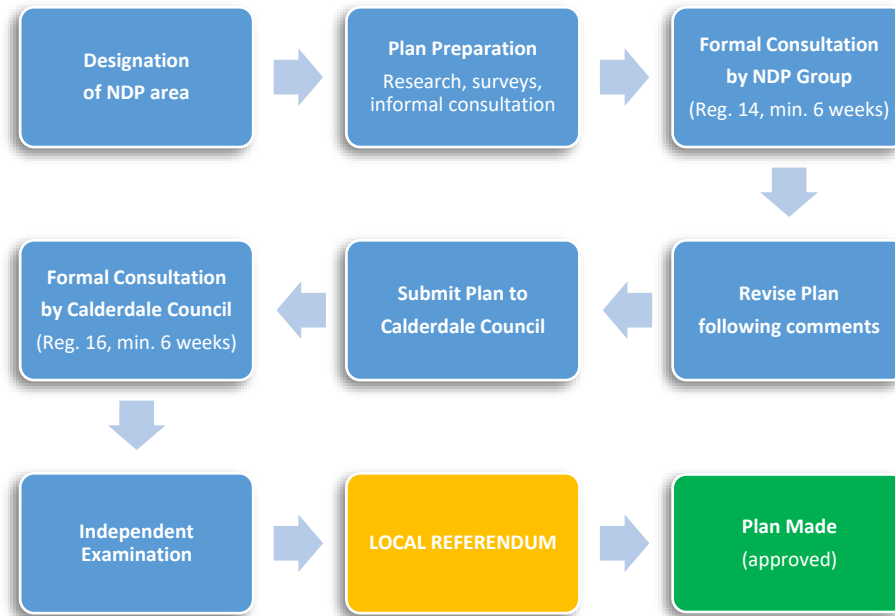 Designation
of NDP area
Plan Preparation
Research, surveys,
informal consultation
Formal Consultation
by NDP Group
(Reg. 14, min. 6 weeks)
Revise Plan
following comments
Submit Plan to
Calderdale Council
Formal Consultation
by Calderdale Council
(Reg. 16, min. 6 weeks)
Independent
Examination
LOCAL REFERENDUM
Plan Made
(approved)